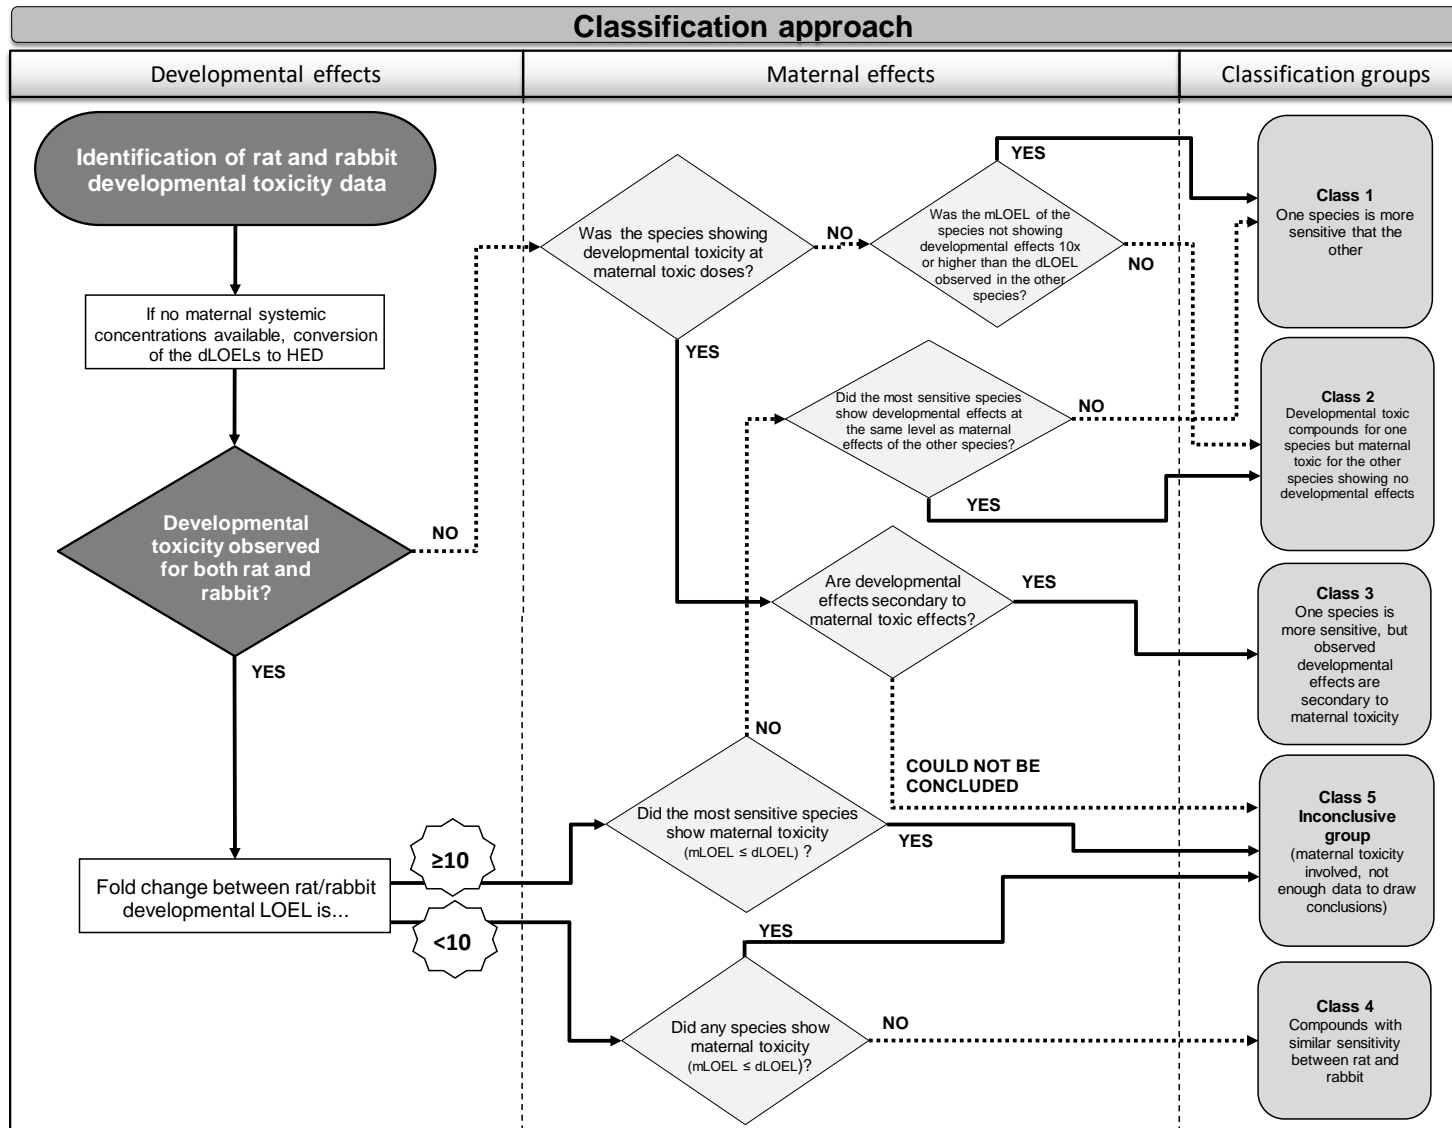 Classification approach
Developmental effects
Maternal effects
Classification groups
Identification of rat and rabbit
developmental toxicity data
If no maternal systemic
concentrations available, conversion
of the dLOELs to HED
Developmental
toxicity observed
for both rat and
rabbit?
NO
YES
Fold change between rat/rabbit
developmental LOEL is...
≥10
<10
Was the species showing
developmental toxicity at
maternal toxic doses?
NO
YES
Was the mLOEL of the
species not showing
developmental effects 10x
or higher than the dLOEL
observed in the other
species?
YES
NO
Did the most sensitive species
show developmental effects at
the same level as maternal
effects of the other species?
NO
YES
Are developmental
effects secondary to
maternal toxic effects?
YES
COULD NOT BE
CONCLUDED
NO
Did the most sensitive species
show maternal toxicity
(mLOEL ≤ dLOEL) ?
YES
YES
Did any species show
maternal toxicity
(mLOEL ≤ dLOEL)?
NO
Class 1
One species is more
sensitive that the
other
Class 2
Developmental toxic
compounds for one
species but maternal
toxic for the other
species showing no
developmental effects
Class 3
One species is
more sensitive, but
observed
developmental
effects are
secondary to
maternal toxicity
Class 5
Inconclusive
group
(maternal toxicity
involved, not
enough data to draw
conclusions)
Class 4
Compounds with
similar sensitivity
between rat and
rabbit